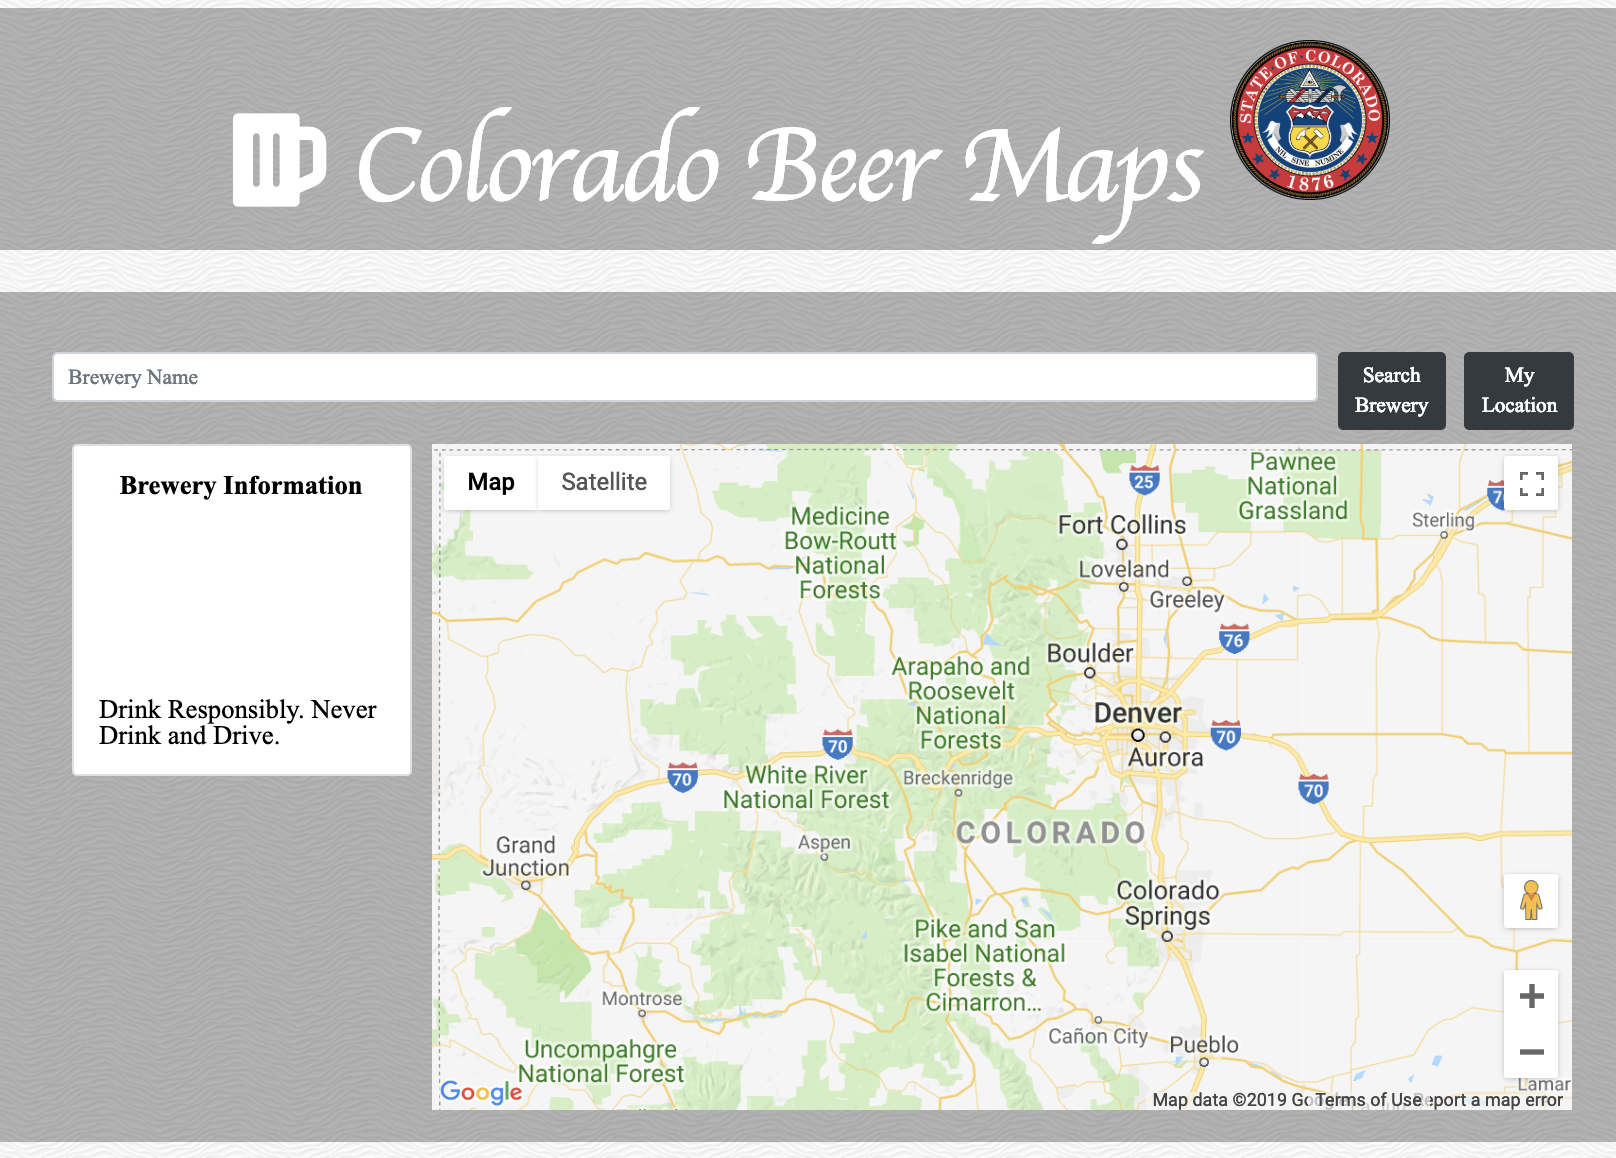 Colorado Beer Maps
STATE OF COLORADO
NIL SINE NUMINE
1876
Brewery Name
Search
Brewery
My
Location
Brewery Information
Drink Responsibly. Never
Drink and Drive.
Map
Satellite
25
Pawnee
National
Grassland
Medicine
Bow-Routt
National
Forests
Fort Collins
Sterling
Loveland
Greeley
76
Boulder
Arapaho and
Roosevelt
National
Forests
Denver
70
70
Aurora
70
White River
National Forest
Breckenridge
70
COLORADO
Aspen
Grand
Junction
Colorado
Springs
Pike and San
Isabel National
Forests &
Cimarron...
Montrose
Cañon City
Pueblo
Uncompahgre
National Forest
Lamar
Google
Map data ©2019 Go Terms of Use port a map error